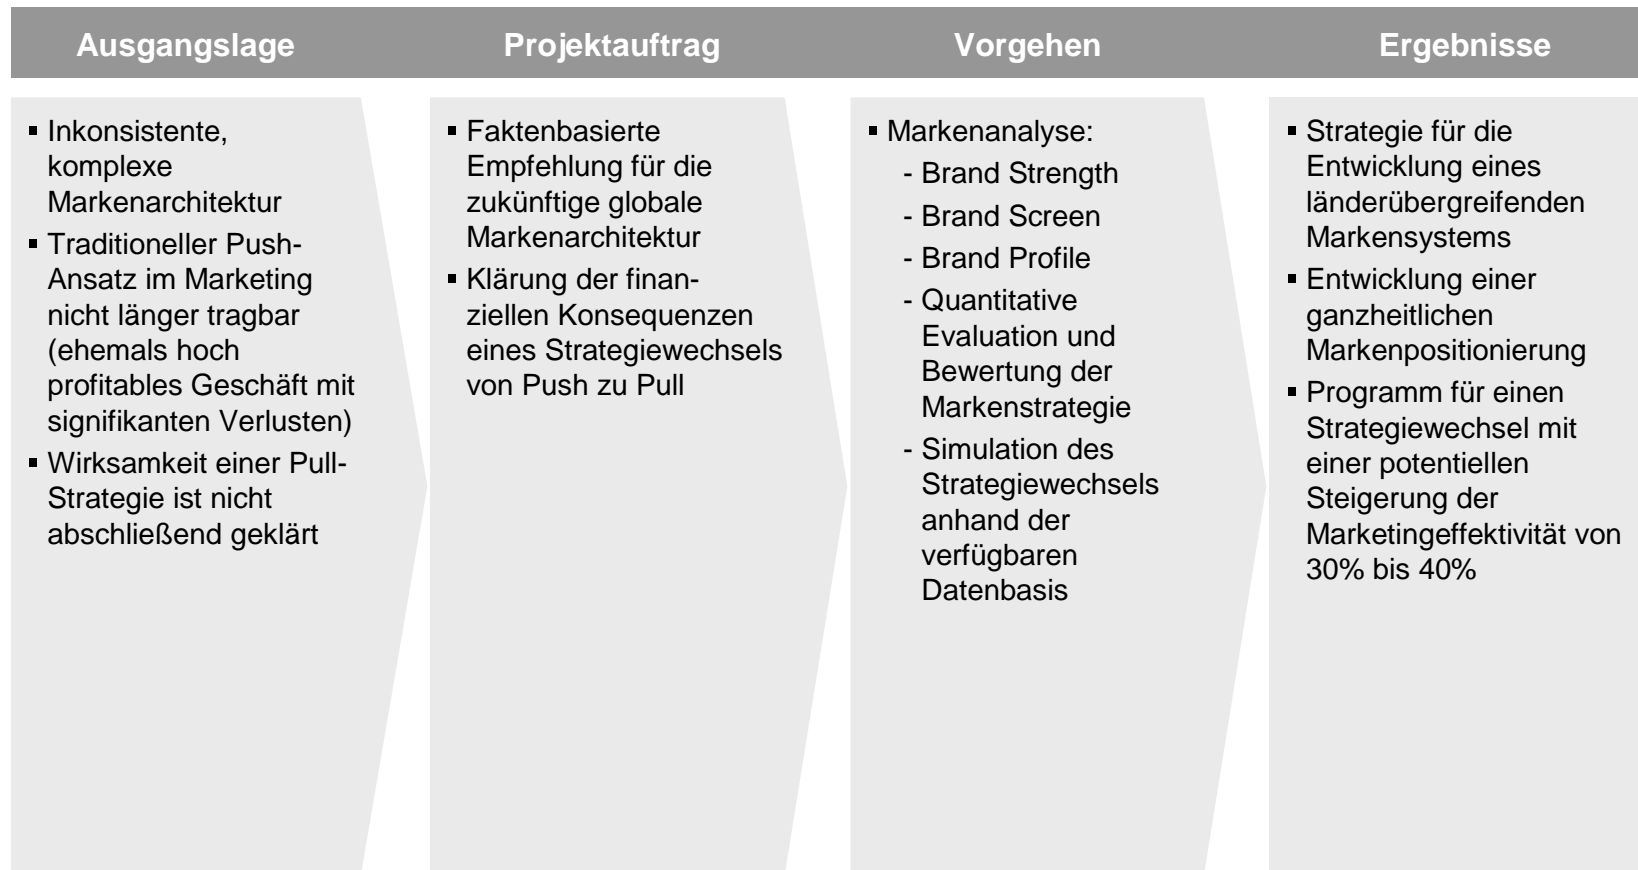 Ausgangslage
Projektauftrag
Vorgehen
Ergebnisse
▪ Inkonsistente,
komplexe
Markenarchitektur
▪ Traditioneller Push-
Ansatz im Marketing
nicht länger tragbar
(ehemals hoch
profitables Geschäft mit
signifikanten Verlusten)
▪ Wirksamkeit einer Pull-
Strategie ist nicht
abschließend geklärt
▪ Faktenbasierte
Empfehlung für die
zukünftige globale
Markenarchitektur
▪ Klärung der finan-
ziellen Konsequenzen
eines Strategiewechsels
von Push zu Pull
▪ Markenanalyse:
- Brand Strength
- Brand Screen
- Brand Profile
- Quantitative
Evaluation und
Bewertung der
Markenstrategie
- Simulation des
Strategiewechsels
anhand der
verfügbaren
Datenbasis
▪ Strategie für die
Entwicklung eines
länderübergreifenden
Markensystems
▪ Entwicklung einer
ganzheitlichen
Markenpositionierung
▪ Programm für einen
Strategiewechsel mit
einer potentiellen
Steigerung der
Marketingeffektivität von
30% bis 40%